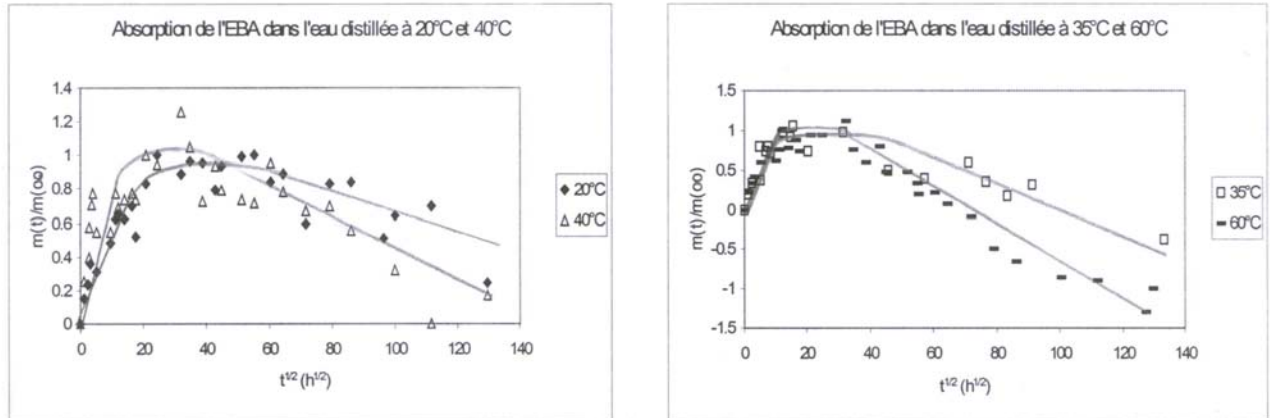 Absorption de l'EBA dans l'eau distillée à 20°C et 40°C
1.4
1.2
1
0.8
0.6
0.4
0.2
0
m(t)/m(∞)
0 20 40 60 80 100 120 140
t^1/2 (h^1/2)
20°C
40°C
Absorption de l'EBA dans l'eau distillée à 35°C et 60°C
1.5
1
0.5
0
-0.5
-1
-1.5
m(t)/m(∞)
0 20 40 60 80 100 120 140
t^1/2 (h^1/2)
35°C
60°C